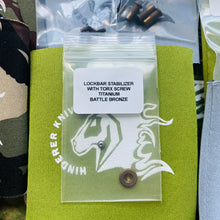 LOCKBAR STABILIZER
WITH TORX SCREW
TITANIUM
BATTLE BRONZE
HINDERER KNI